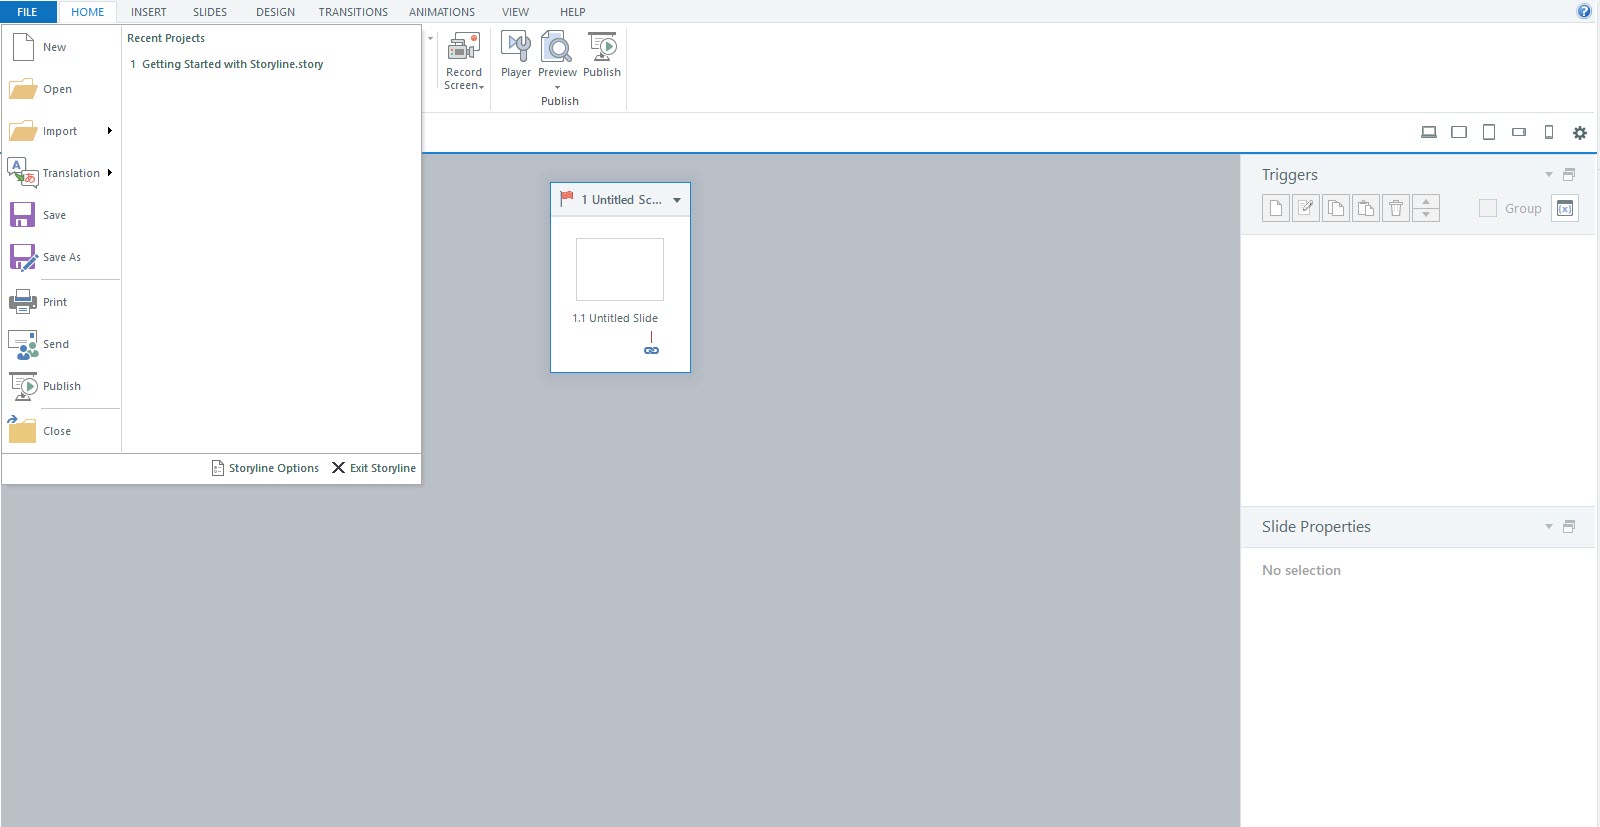 FILE HOME INSERT SLIDES DESIGN TRANSITIONS ANIMATIONS VIEW HELP
New
Open
Import
Translation
Save
Save As
Print
Send
Publish
Close
Recent Projects
1 Getting Started with Storyline.story
Storyline Options Exit Storyline
Record
Screen
Player Preview Publish
Publish
1 Untitled Sc...
1.1 Untitled Slide
Triggers
Group
Slide Properties
No selection